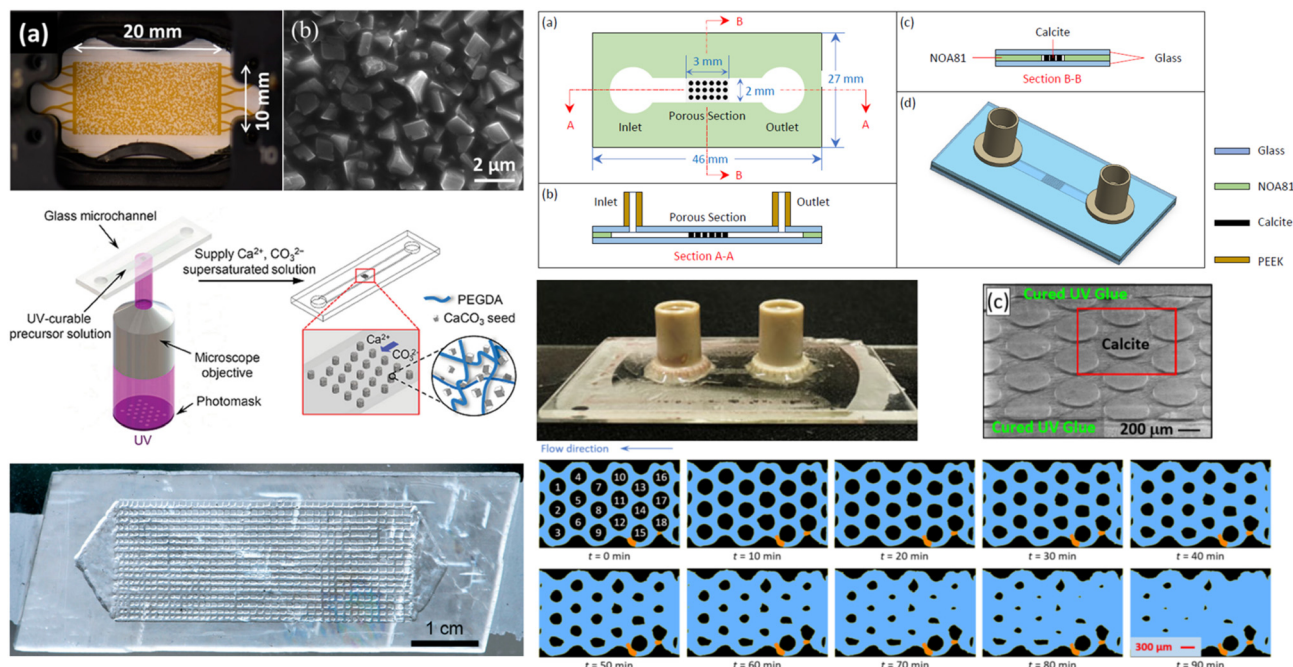 (a)
20 mm
10 mm
(b)
2 µm
Glass microchannel
UV-curable
precursor solution
Microscope
objective
Photomask
UV
Supply Ca²⁺, CO₃²⁻
supersaturated solution
PEGDA
CaCO₃ seed
Ca²⁺
CO₃²⁻
1 cm
(a)
B
3 mm
2 mm
27 mm
A
A
Inlet
Porous Section
Outlet
46 mm
B
(b)
Inlet
Outlet
Porous Section
Section A-A
(c)
Calcite
NOA81
Glass
Section B-B
(d)
Glass
NOA81
Calcite
PEEK
(c)
Cured UV Glue
Calcite
Cured UV Glue
200 µm
Flow direction
1
2
3
4
5
6
7
8
9
10
11
12
13
14
15
16
17
18
t = 0 min
t = 10 min
t = 20 min
t = 30 min
t = 40 min
300 µm
t = 50 min
t = 60 min
t = 70 min
t = 80 min
t = 90 min